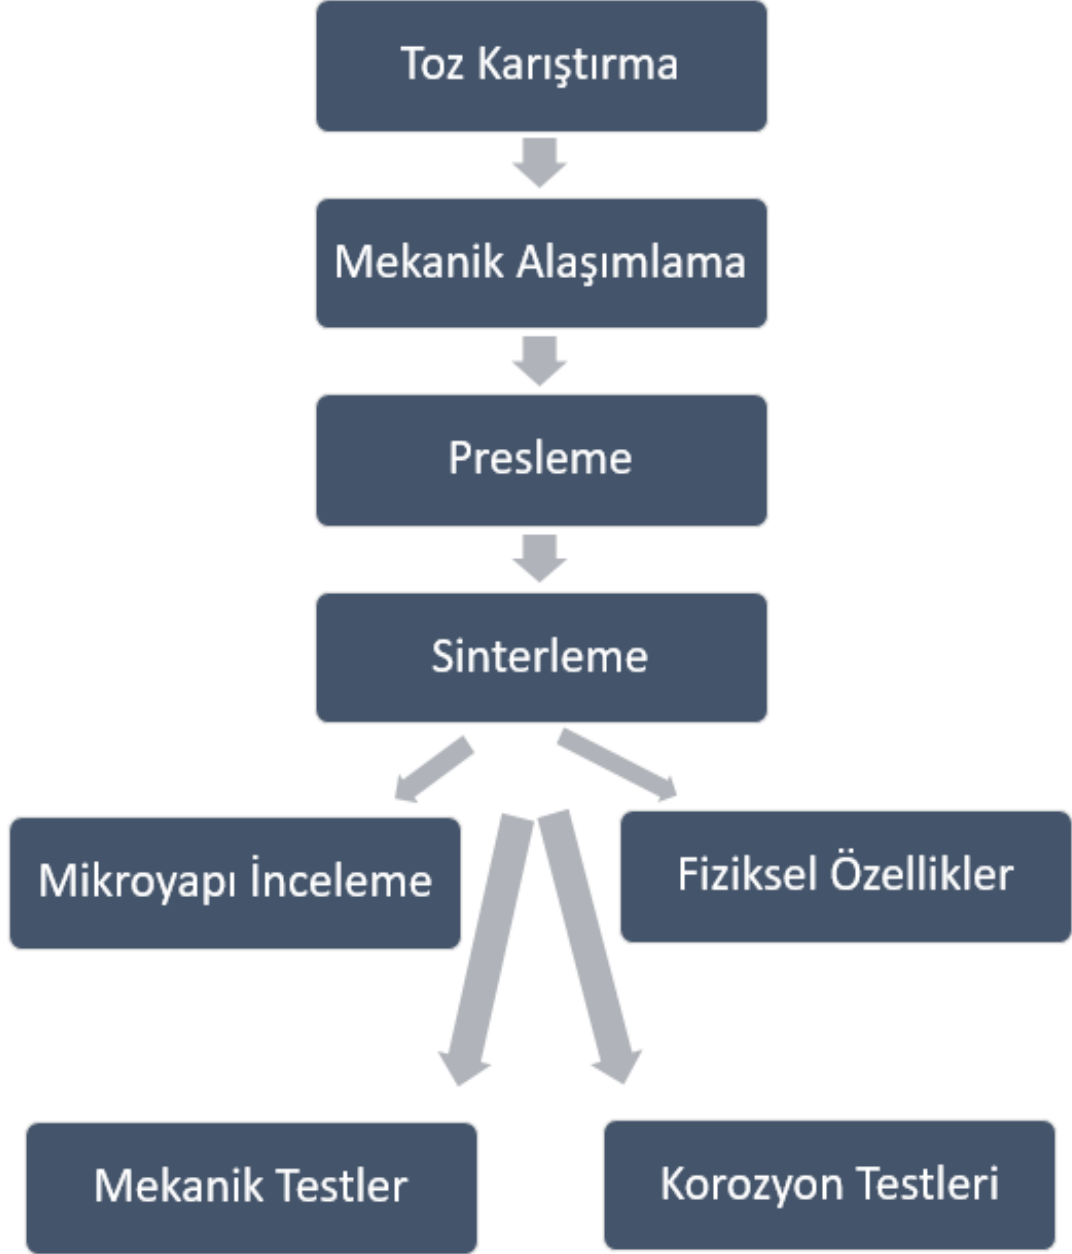 Toz Karıştırma
Mekanik Alaşımlama
Presleme
Sinterleme
Mikroyapı İnceleme
Fiziksel Özellikler
Mekanik Testler
Korozyon Testleri